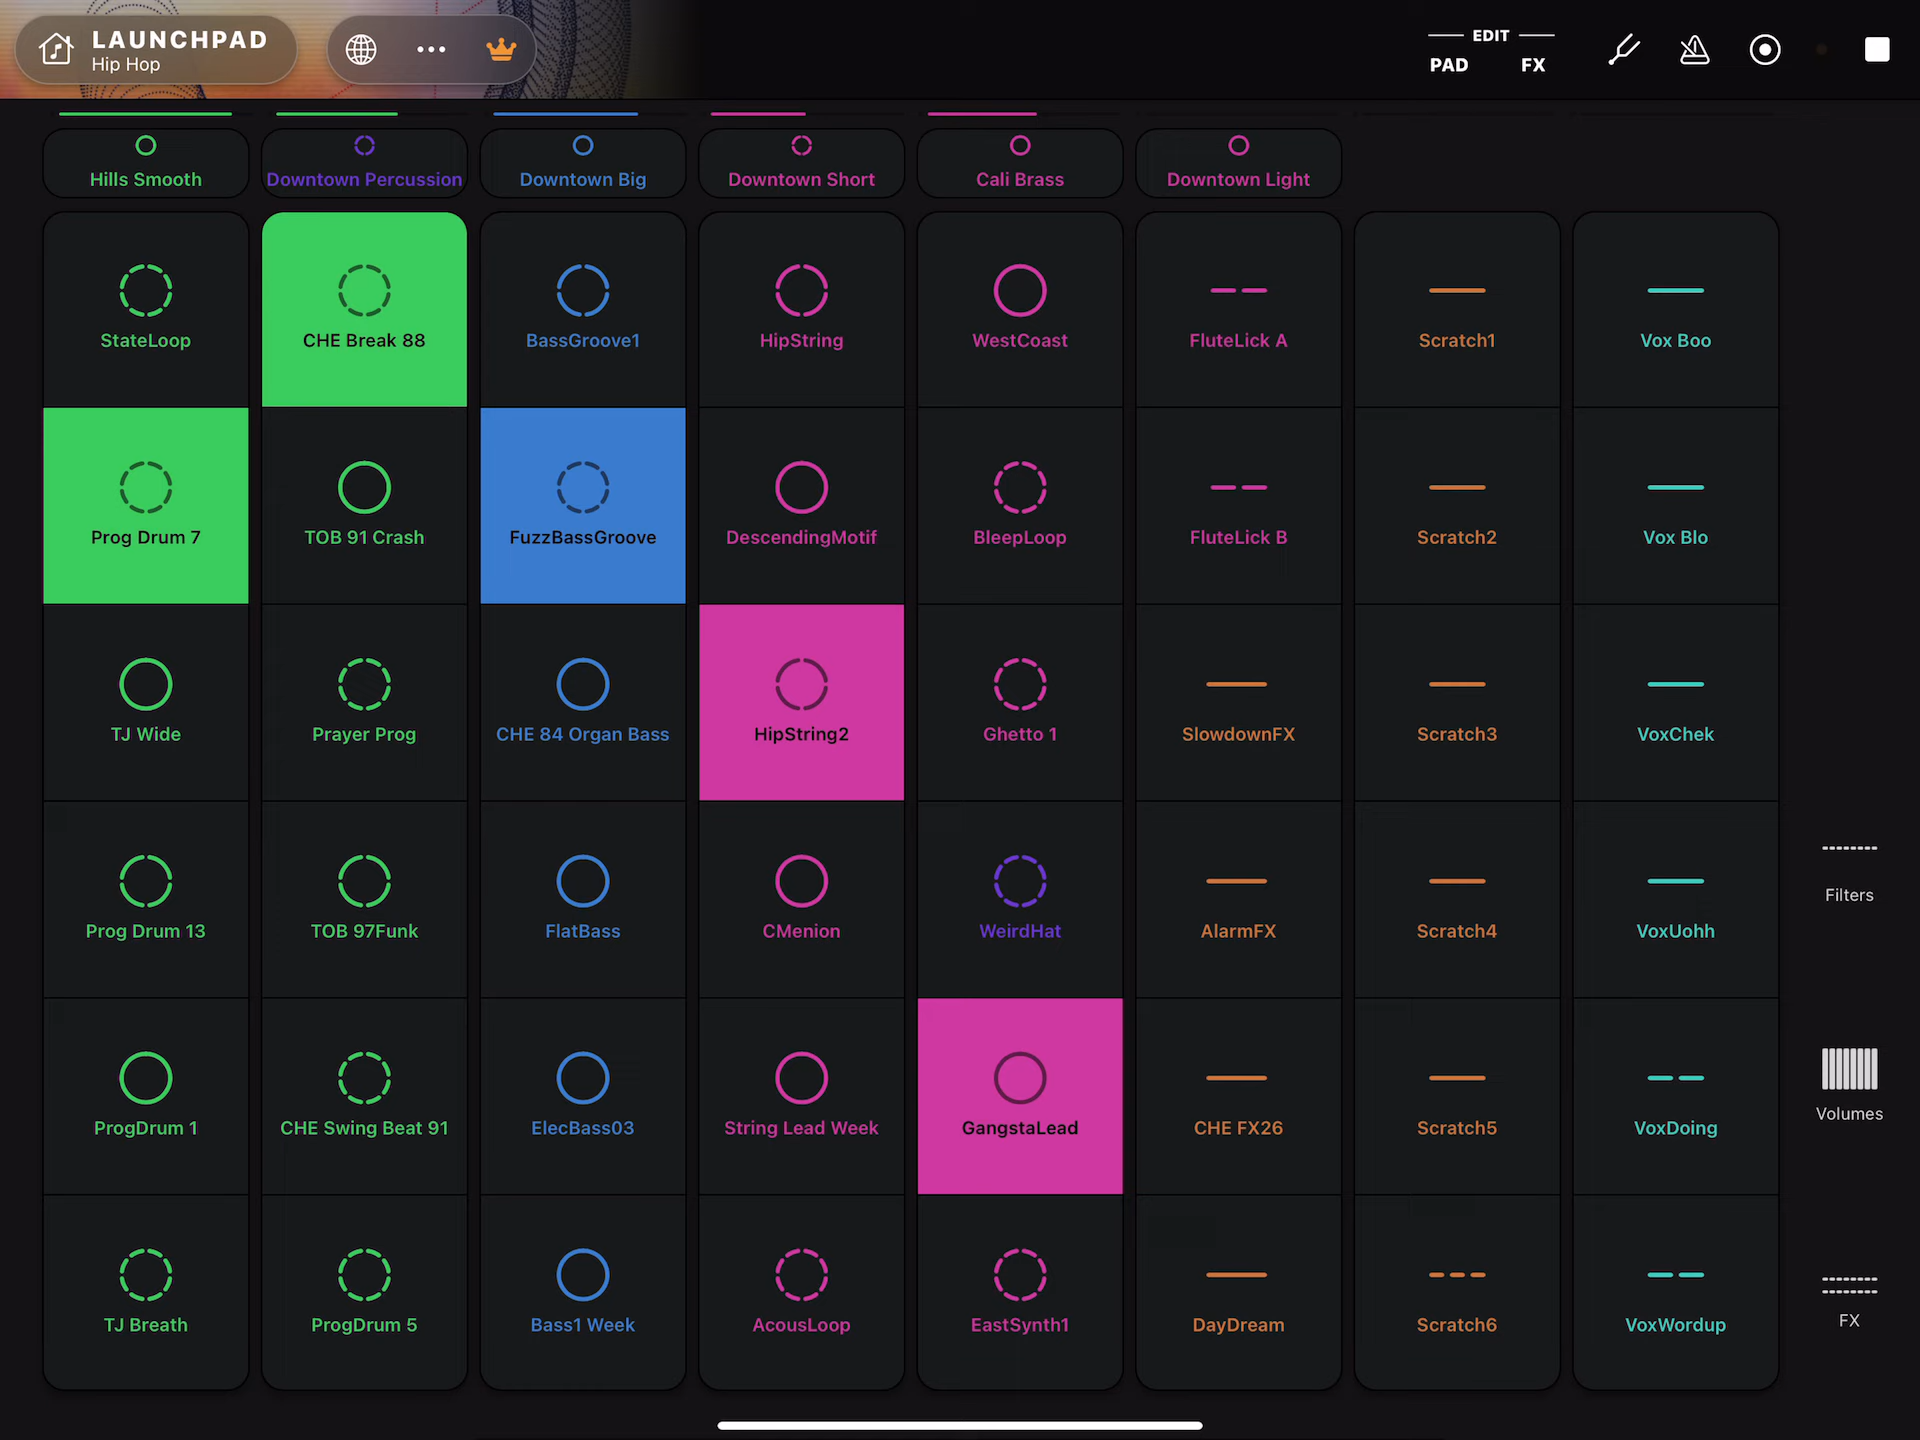 LAUNCHPAD
Hip Hop
EDIT
PAD FX
Hills Smooth
Downtown Percussion
Downtown Big
Downtown Short
Cali Brass
Downtown Light
StateLoop
CHE Break 88
BassGroove1
HipString
WestCoast
FluteLick A
Scratch1
Vox Boo
Prog Drum 7
TOB 91 Crash
FuzzBassGroove
DescendingMotif
BleepLoop
FluteLick B
Scratch2
Vox Blo
TJ Wide
Prayer Prog
CHE 84 Organ Bass
HipString2
Ghetto 1
SlowdownFX
Scratch3
VoxChek
Prog Drum 13
TOB 97Funk
FlatBass
CMenion
WeirdHat
AlarmFX
Scratch4
VoxUohh
Filters
ProgDrum 1
CHE Swing Beat 91
ElecBass03
String Lead Week
GangstaLead
CHE FX26
Scratch5
VoxDoing
Volumes
TJ Breath
ProgDrum 5
Bass1 Week
AcousLoop
EastSynth1
DayDream
Scratch6
VoxWordup
FX